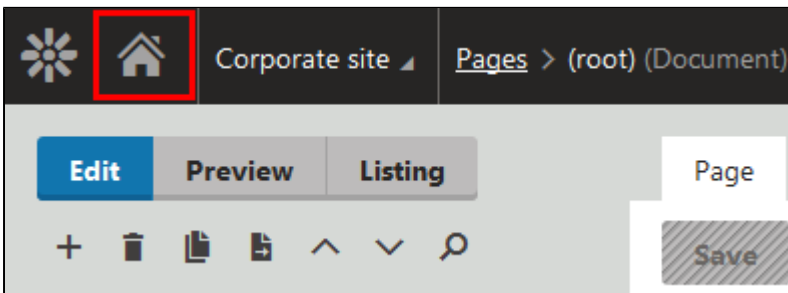 Corporate site Pages > (root) (Document)
Edit Preview Listing Page
Save